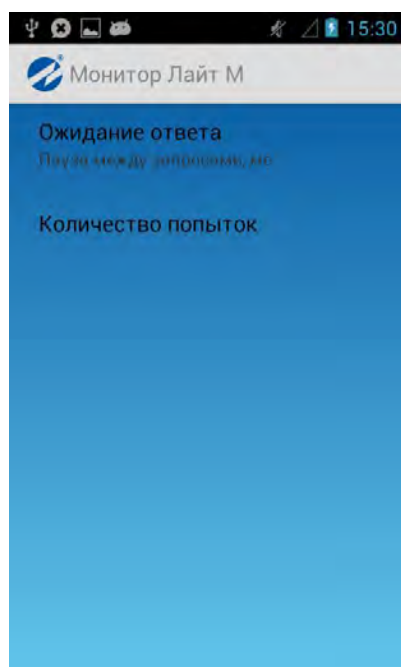 15:30
Монитор Лайт М
Ожидание ответа
Пауза между запросами, мс
Количество попыток